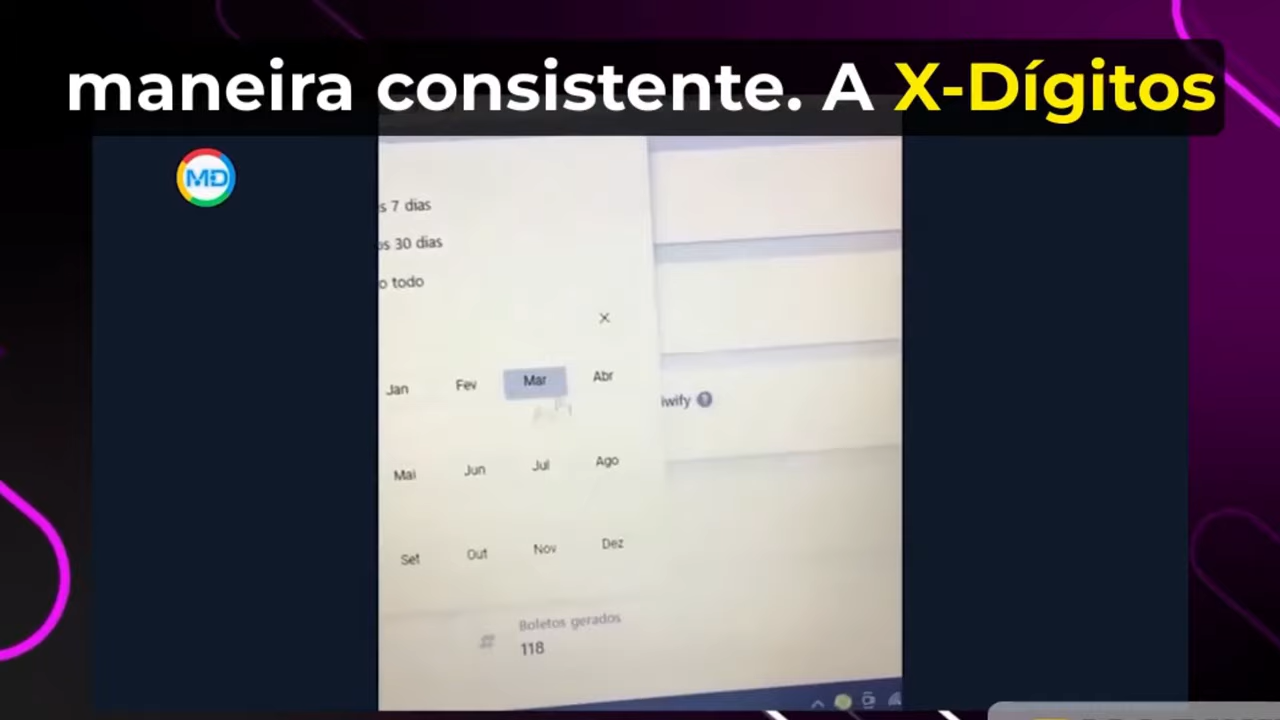 maneira consistente. A X-Dígitos
MD
s 7 dias
os 30 dias
o todo
X
Jan Fev Mar Abr
iwify ?
Mai Jun Jul Ago
Set Out Nov Dez
Boletos gerados
# 118